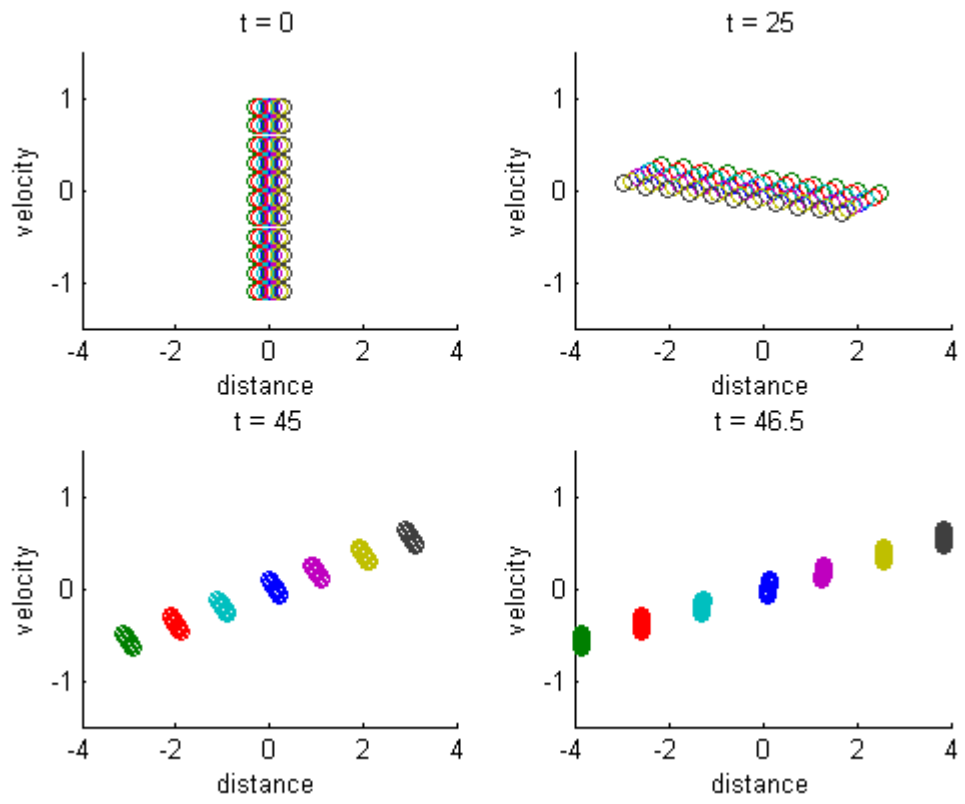 t = 0
1
0
-1
velocity
-4 -2 0 2 4
distance
t = 25
1
0
-1
velocity
-4 -2 0 2 4
distance
t = 45
1
0
-1
velocity
-4 -2 0 2 4
distance
t = 46.5
1
0
-1
velocity
-4 -2 0 2 4
distance